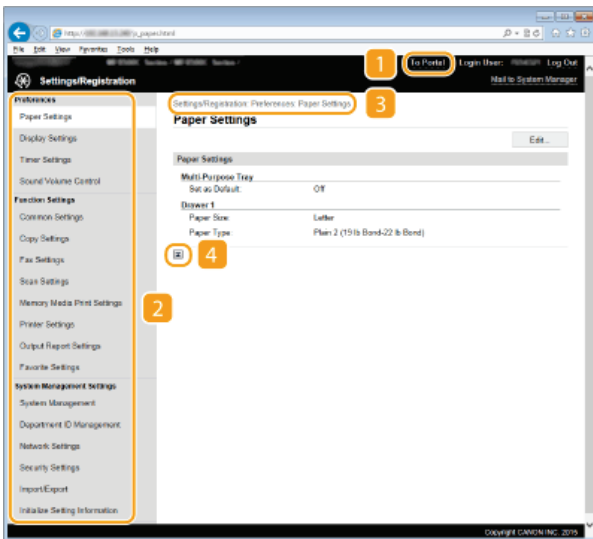 http://
p_paper.html
File Edit View Favorites Tools Help
Series / Series /
1
To Portal Login User: Log Out
Settings/Registration
Mail to System Manager
Preferences
Paper Settings
Display Settings
Timer Settings
Sound Volume Control
Function Settings
Common Settings
Copy Settings
Fax Settings
Scan Settings
Memory Media Print Settings
Printer Settings
Output Report Settings
Favorite Settings
System Management Settings
System Management
Department ID Management
Network Settings
Security Settings
Import/Export
Initialize Setting Information
2
Settings/Registration: Preferences: Paper Settings
3
Paper Settings
Edit...
Paper Settings
Multi-Purpose Tray
Set as Default: Off
Drawer 1
Paper Size: Letter
Paper Type: Plain 2 (19 lb Bond-22 lb Bond)
4
Copyright CANON INC. 2015